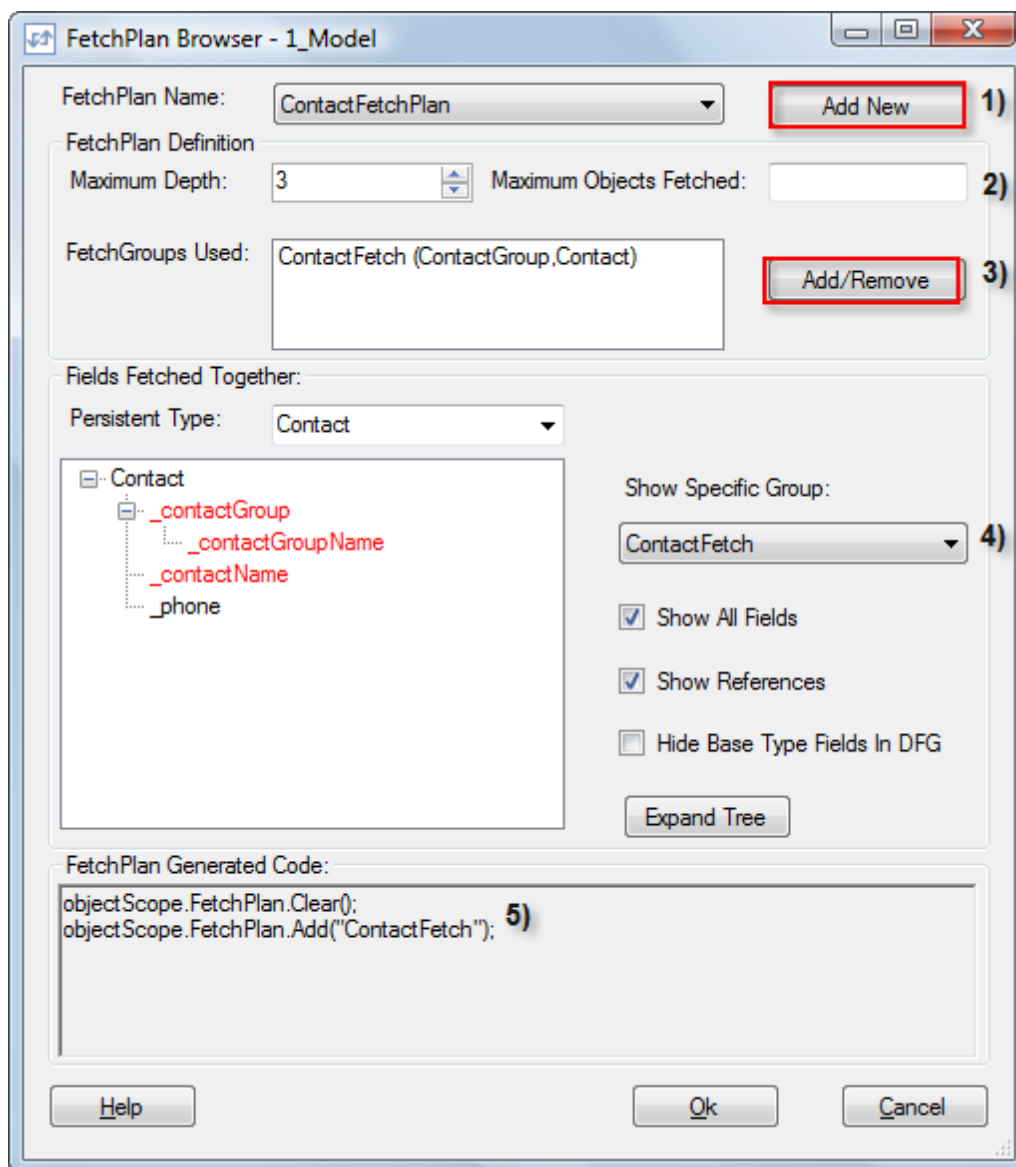 FetchPlan Browser - 1_Model
FetchPlan Name: ContactFetchPlan Add New 1)
FetchPlan Definition
Maximum Depth: 3 Maximum Objects Fetched: 2)
FetchGroups Used: ContactFetch (ContactGroup,Contact) Add/Remove 3)
Fields Fetched Together:
Persistent Type: Contact
Contact
_contactGroup
_contactGroupName
_contactName
_phone
Show Specific Group:
ContactFetch 4)
Show All Fields
Show References
Hide Base Type Fields In DFG
Expand Tree
FetchPlan Generated Code:
objectScope.FetchPlan.Clear();
objectScope.FetchPlan.Add("ContactFetch"); 5)
Help Ok Cancel